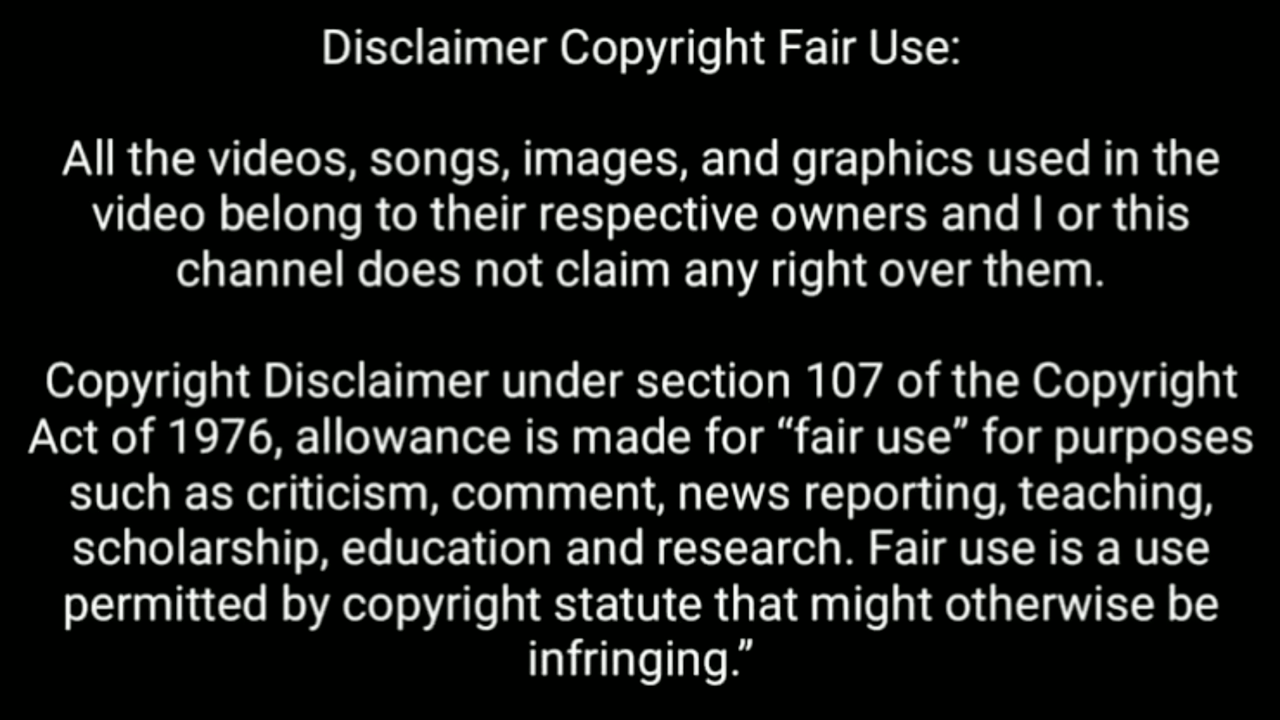 Disclaimer Copyright Fair Use:
All the videos, songs, images, and graphics used in the
video belong to their respective owners and I or this
channel does not claim any right over them.
Copyright Disclaimer under section 107 of the Copyright
Act of 1976, allowance is made for “fair use” for purposes
such as criticism, comment, news reporting, teaching,
scholarship, education and research. Fair use is a use
permitted by copyright statute that might otherwise be
infringing.”